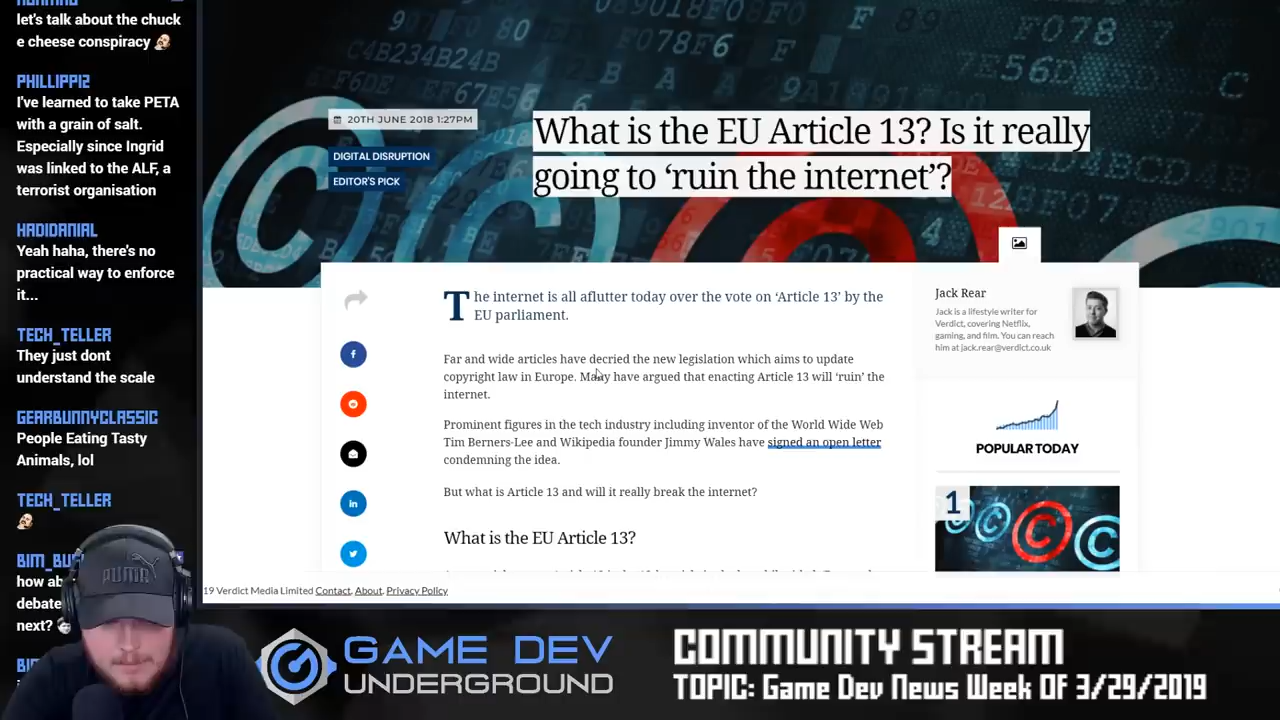 let's talk about the chuck
e cheese conspiracy
PHILLIPPIZ
I've learned to take PETA
with a grain of salt.
Especially since Ingrid
was linked to the ALF, a
terrorist organisation
HADIDANIAL
Yeah haha, there's no
practical way to enforce
it...
TECH_TELLER
They just dont
understand the scale
GEARBUNNYCLASSIC
People Eating Tasty
Animals, lol
TECH_TELLER
how
debate
next?
20TH JUNE 2018 1:27PM
DIGITAL DISRUPTION
EDITOR'S PICK
What is the EU Article 13? Is it really
going to ‘ruin the internet’?
The internet is all aflutter today over the vote on ‘Article 13’ by the
EU parliament.
Far and wide articles have decried the new legislation which aims to update
copyright law in Europe. Many have argued that enacting Article 13 will ‘ruin’ the
internet.
Prominent figures in the tech industry including inventor of the World Wide Web
Tim Berners-Lee and Wikipedia founder Jimmy Wales have signed an open letter
condemning the idea.
But what is Article 13 and will it really break the internet?
What is the EU Article 13?
Jack Rear
Jack is a lifestyle writer for
Verdict, covering Netflix,
gaming, and film. You can reach
him at jack.rear@verdict.co.uk
POPULAR TODAY
1
19 Verdict Media Limited Contact. About. Privacy Policy
PUMA
GAME DEV
UNDERGROUND
COMMUNITY STREAM
TOPIC: Game Dev News Week OF 3/29/2019